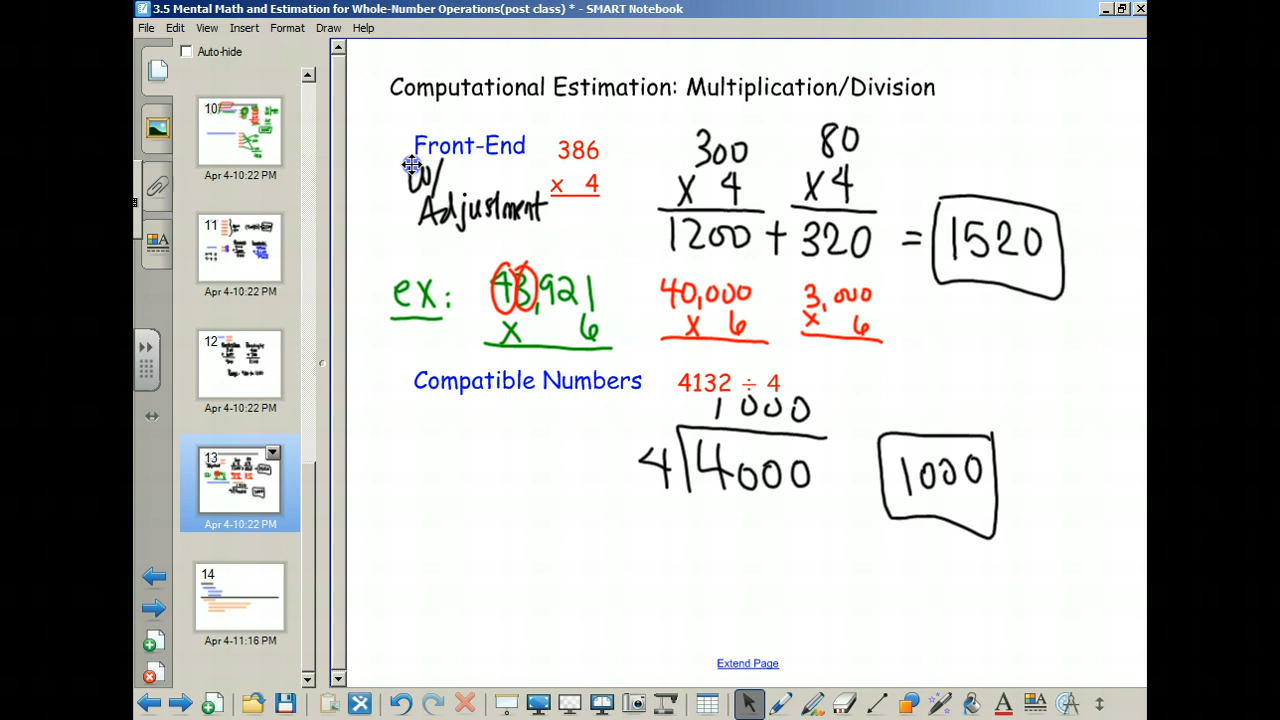 3.5 Mental Math and Estimation for Whole-Number Operations(post class) * - SMART Notebook
File Edit View Insert Format Draw Help
Auto-hide
10
Apr 4-10:22 PM
11
Apr 4-10:22 PM
12
Apr 4-10:22 PM
13
Apr 4-10:22 PM
14
Apr 4-11:16 PM
Computational Estimation: Multiplication/Division
Front-End
w/
Adjustment
386
x 4
300
x 4
1200
80
x 4
+ 320 = 1520
ex: 43,921
x 6
40,000
x 6
3,000
x 6
Compatible Numbers 4132 ÷ 4
1000
4 4000
1000
Extend Page